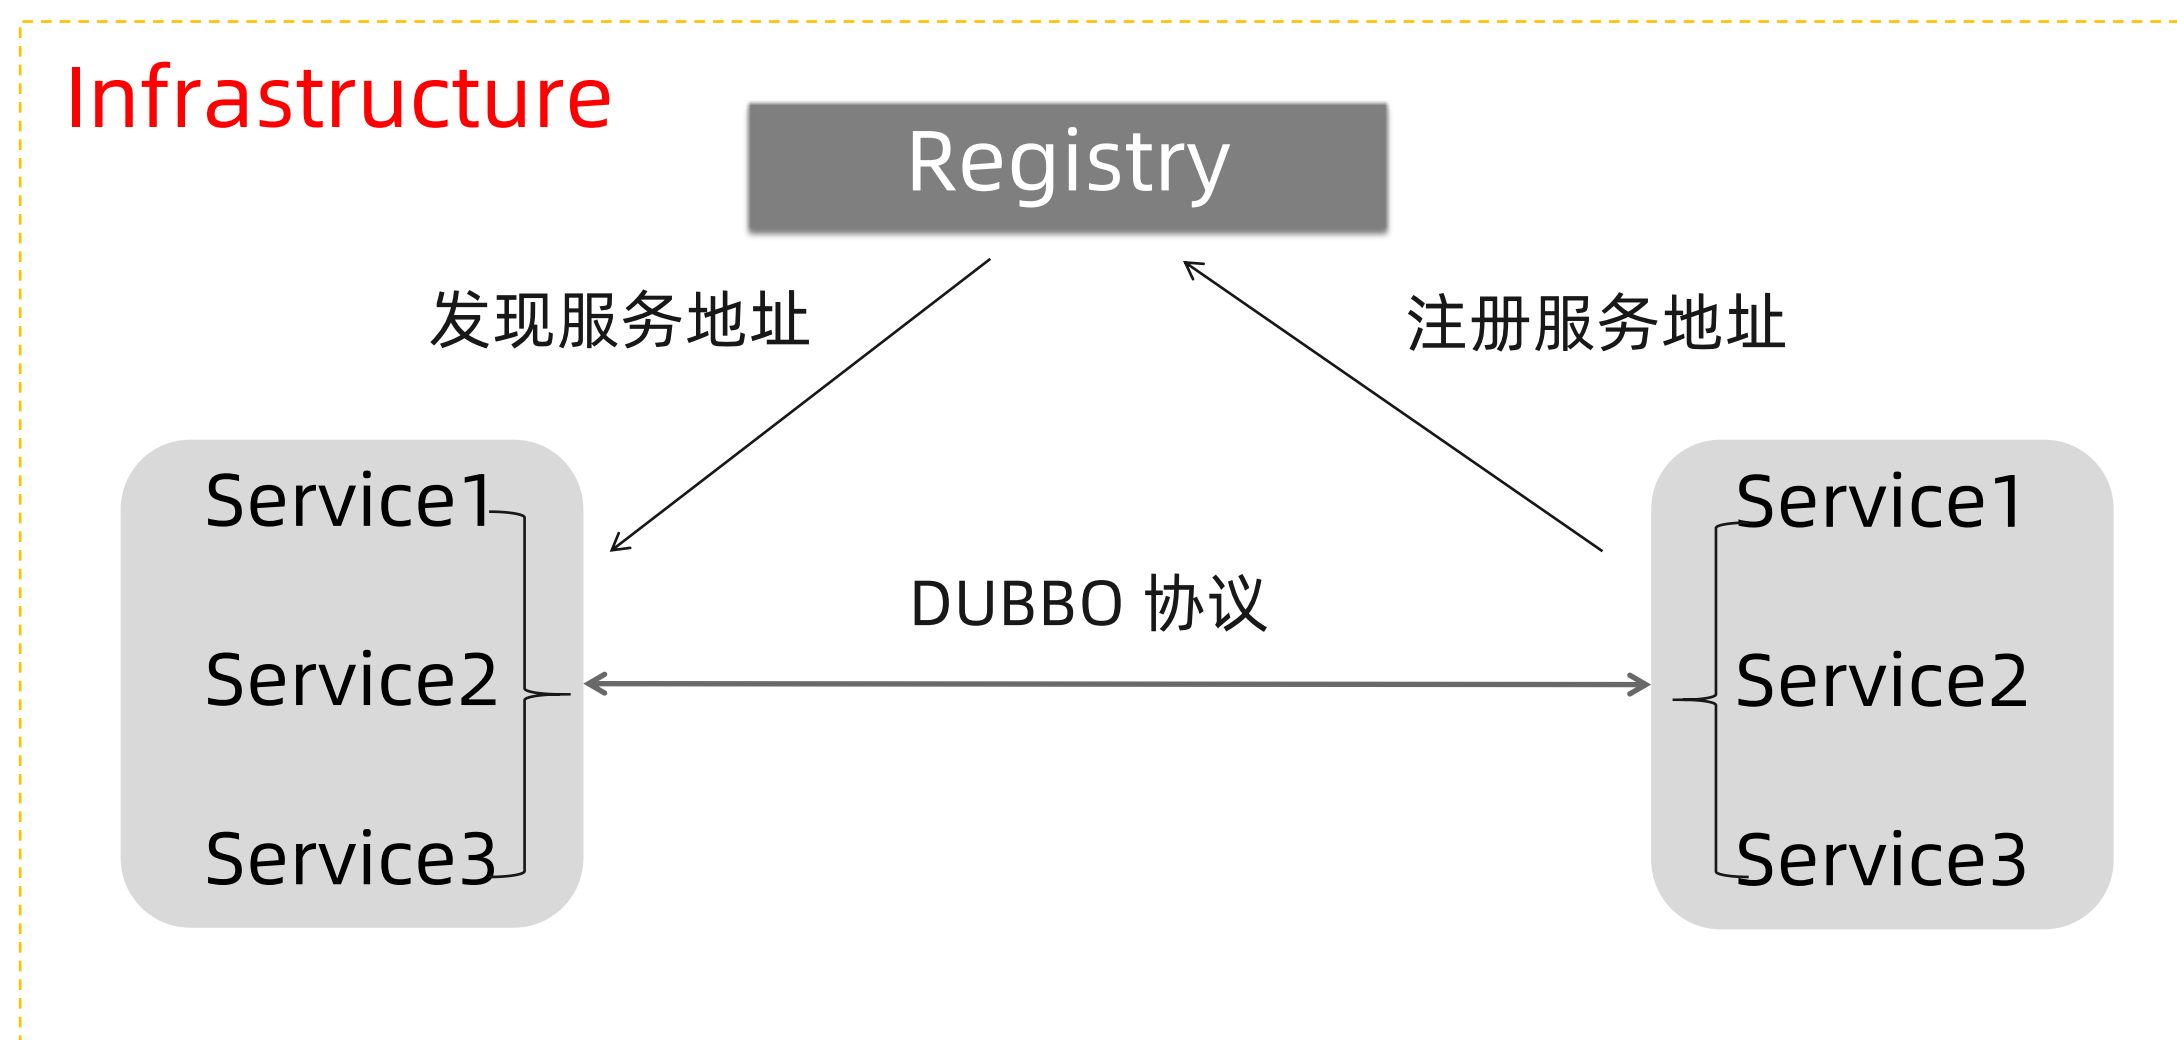 Infrastructure
Registry
发现服务地址
注册服务地址
Service1
Service2
Service3
DUBBO 协议
Service1
Service2
Service3